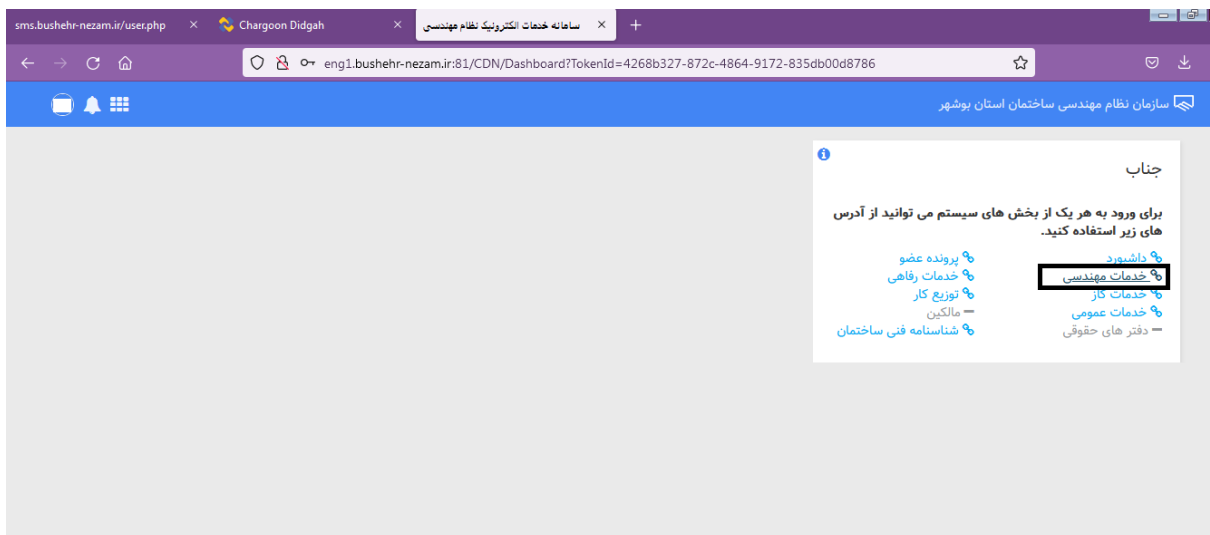 sms.bushehr-nezam.ir/user.php
Chargoon Didgah
سامانه خدمات الکترونیک نظام مهندسی
eng1.bushehr-nezam.ir:81/CDN/Dashboard?TokenId=4268b327-872c-4864-9172-835db00d8786
سازمان نظام مهندسی ساختمان استان بوشهر
جناب
برای ورود به هر یک از بخش های سیستم می توانید از آدرس
های زیر استفاده کنید.
داشبورد
پرونده عضو
خدمات مهندسی
خدمات رفاهی
خدمات گاز
توزیع کار
خدمات عمومی
مالکین
دفتر های حقوقی
شناسنامه فنی ساختمان